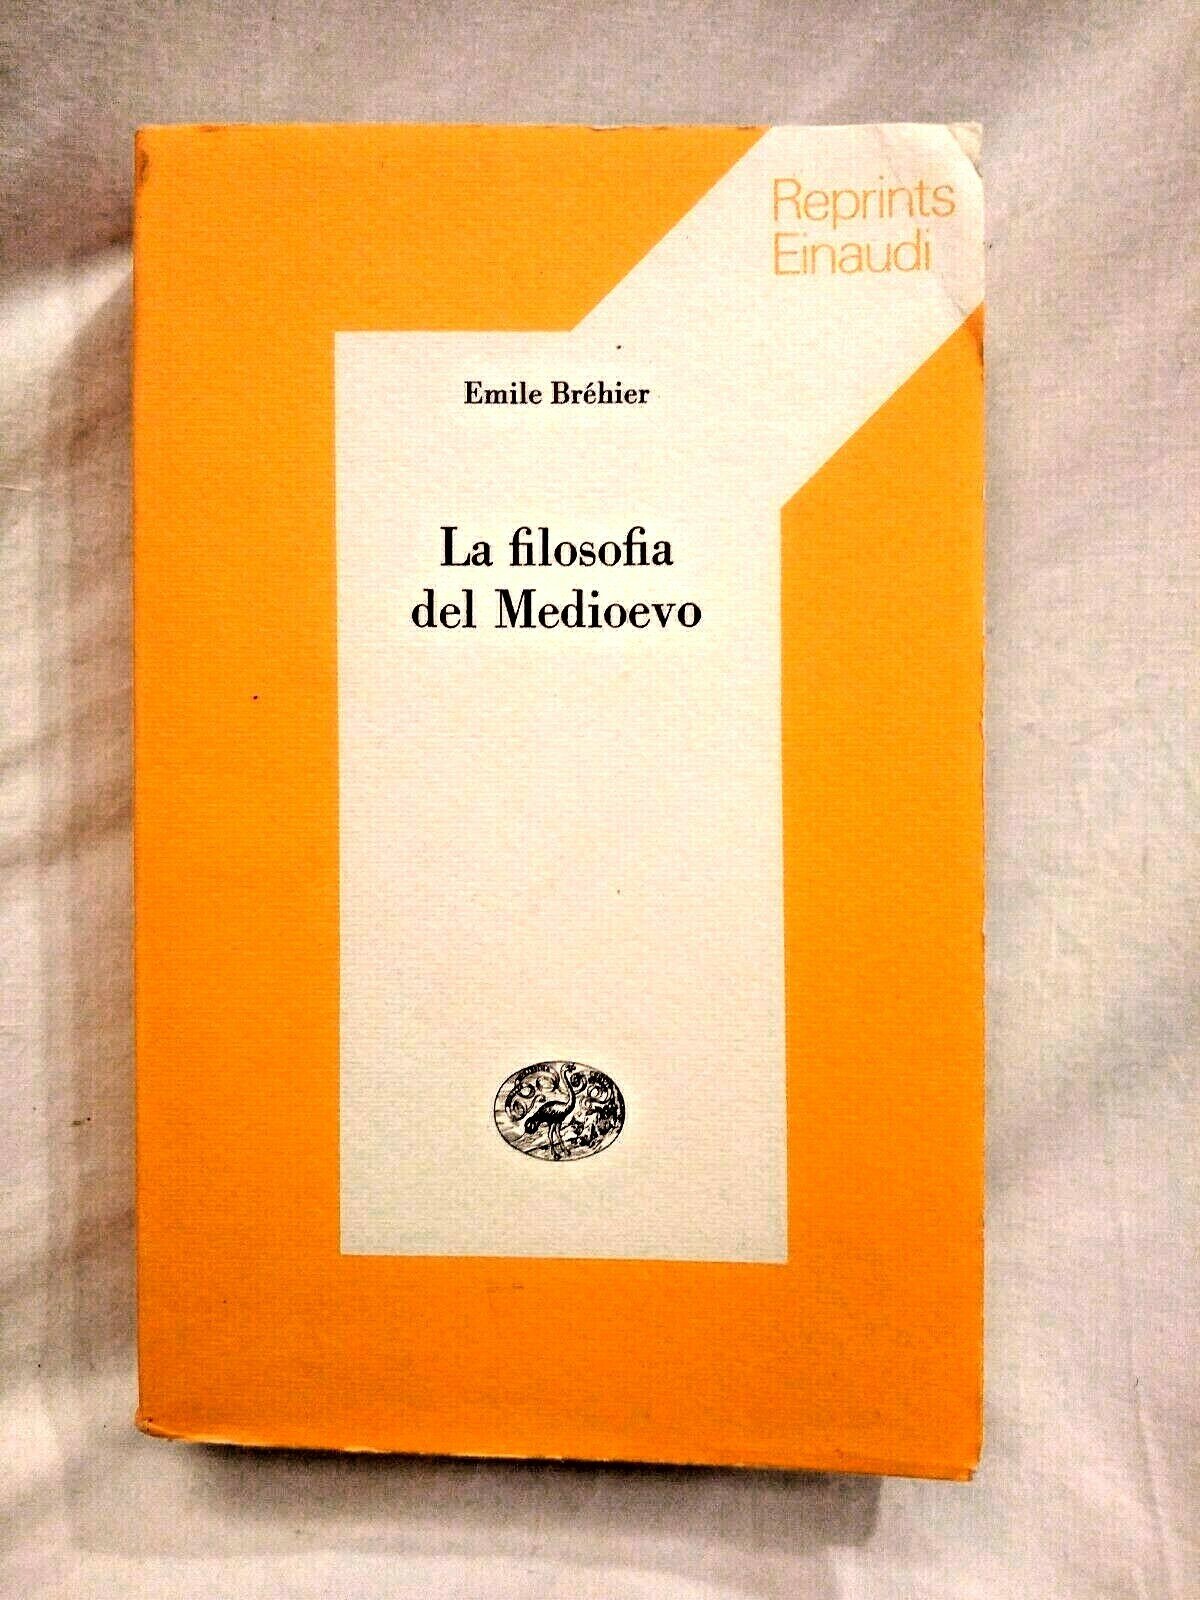 Reprints
Einaudi
Emile Bréhier
La filosofia
del Medioevo